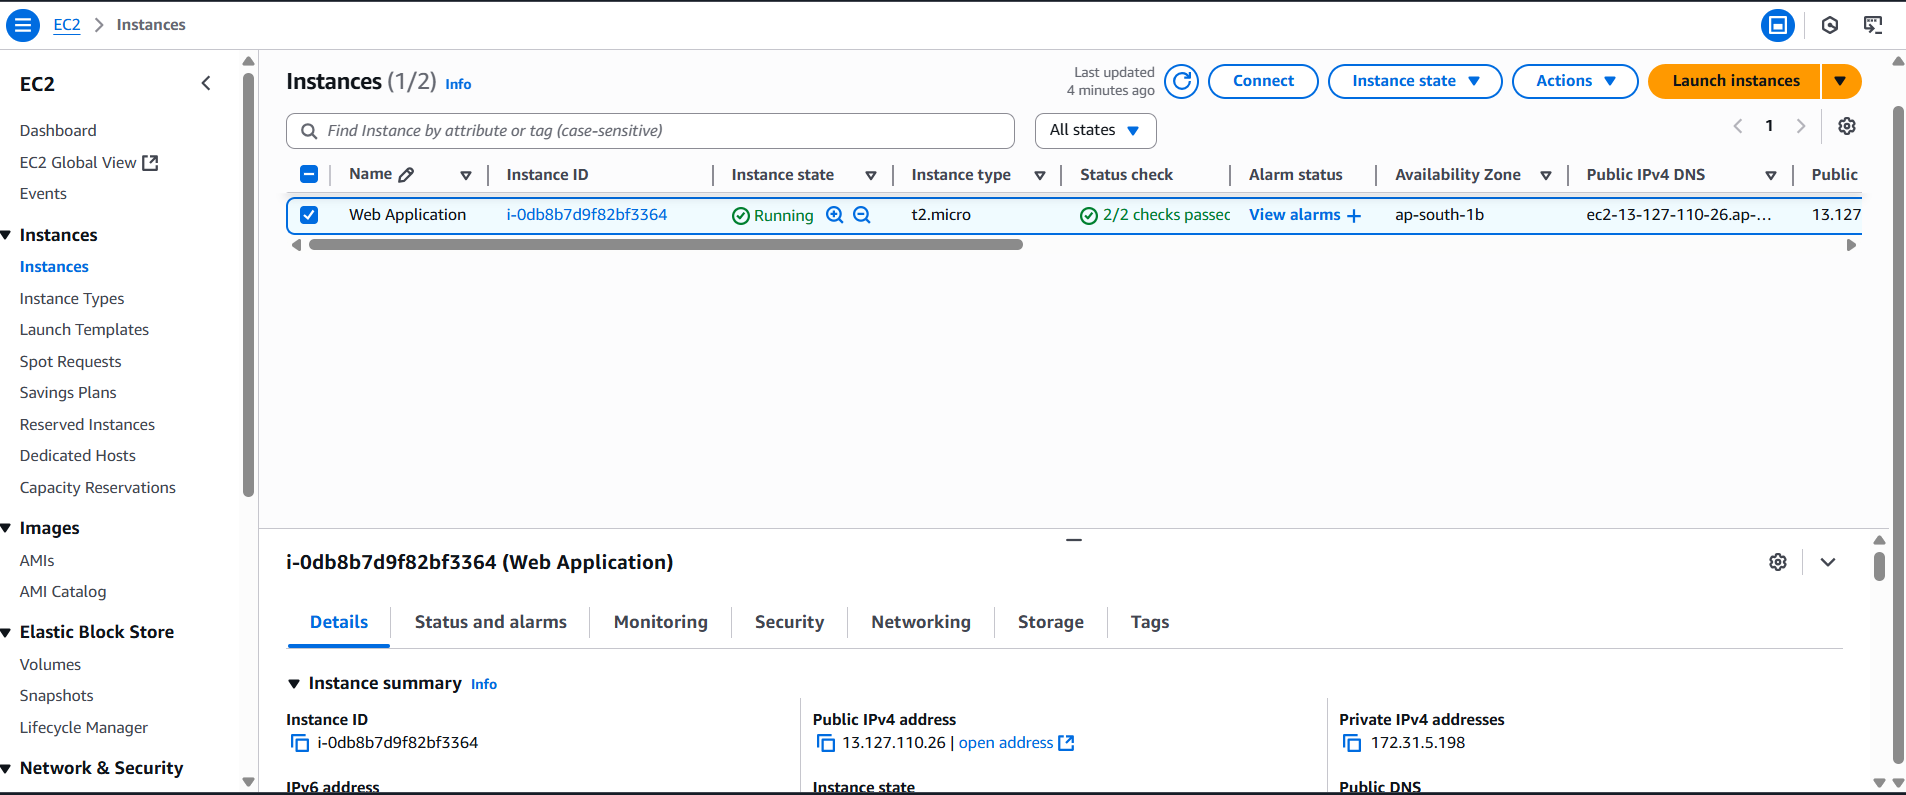 EC2 Instances
EC2
Dashboard
EC2 Global View
Events
Instances
Instances
Instance Types
Launch Templates
Spot Requests
Savings Plans
Reserved Instances
Dedicated Hosts
Capacity Reservations
Images
AMIs
AMI Catalog
Elastic Block Store
Volumes
Snapshots
Lifecycle Manager
Network & Security
Instances (1/2) Info
Last updated
4 minutes ago
Connect Instance state Actions Launch instances
Find Instance by attribute or tag (case-sensitive) All states 1
Name Instance ID Instance state Instance type Status check Alarm status Availability Zone Public IPv4 DNS Public
Web Application i-0db8b7d9f82bf3364 Running t2.micro 2/2 checks passec View alarms + ap-south-1b ec2-13-127-110-26.ap-... 13.127
i-0db8b7d9f82bf3364 (Web Application)
Details Status and alarms Monitoring Security Networking Storage Tags
Instance summary Info
Instance ID
i-0db8b7d9f82bf3364
Public IPv4 address
13.127.110.26 | open address
Private IPv4 addresses
172.31.5.198
IPv6 address
Instance state
Public DNS